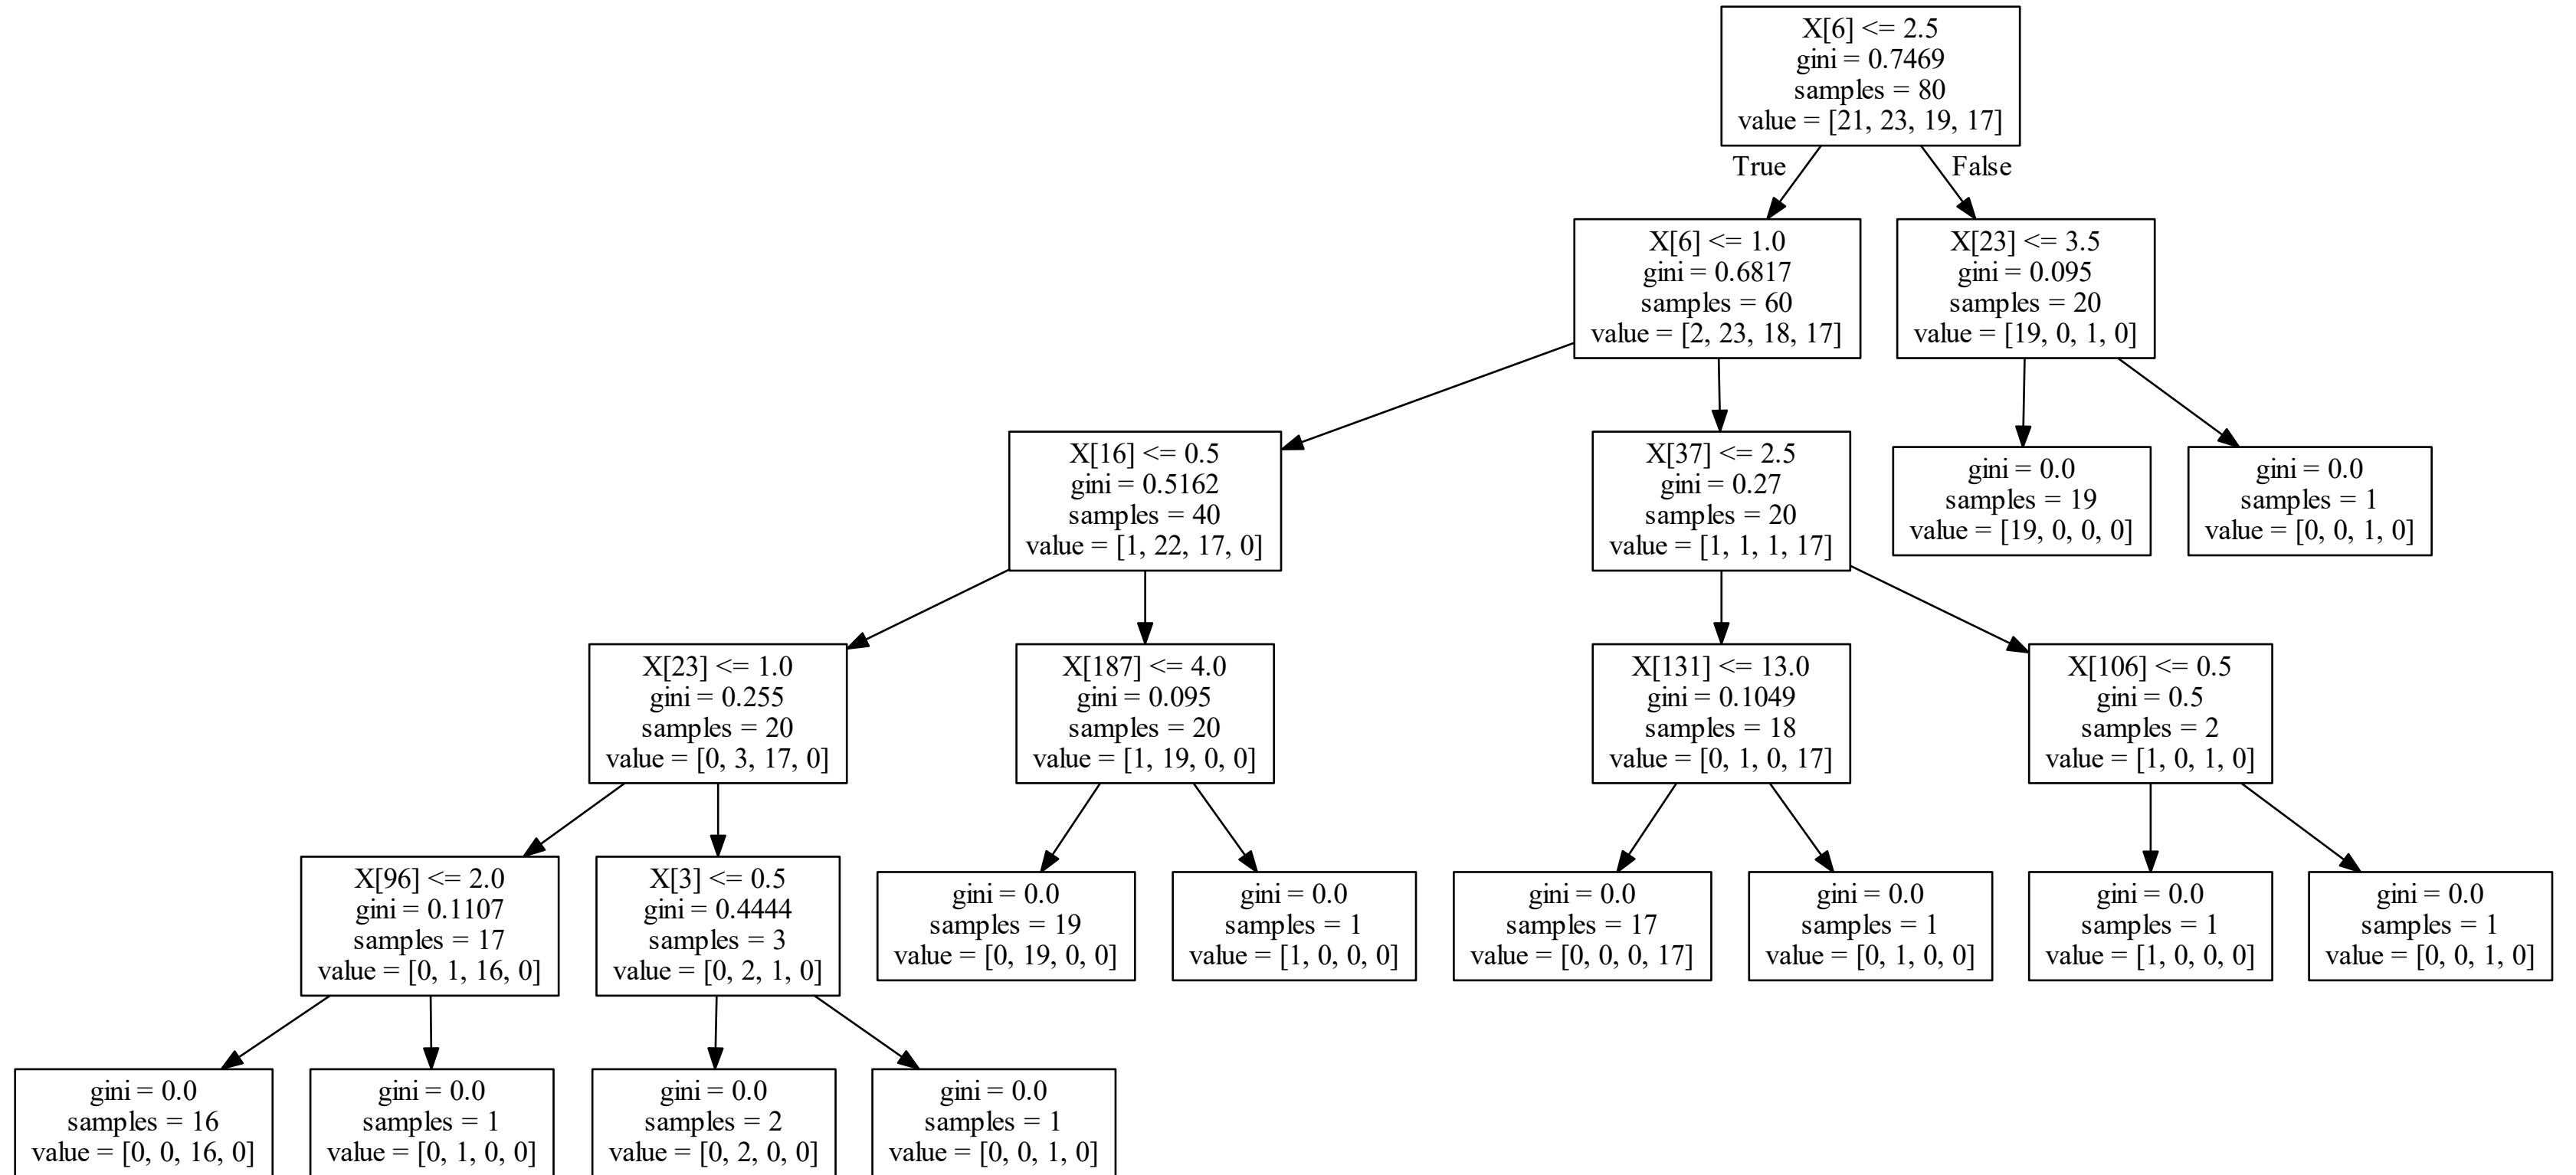 X[6] <= 2.5
gini = 0.7469
samples = 80
value = [21, 23, 19, 17]
True
False
X[6] <= 1.0
gini = 0.6817
samples = 60
value = [2, 23, 18, 17]
X[23] <= 3.5
gini = 0.095
samples = 20
value = [19, 0, 1, 0]
X[16] <= 0.5
gini = 0.5162
samples = 40
value = [1, 22, 17, 0]
X[37] <= 2.5
gini = 0.27
samples = 20
value = [1, 1, 1, 17]
gini = 0.0
samples = 19
value = [19, 0, 0, 0]
gini = 0.0
samples = 1
value = [0, 0, 1, 0]
X[23] <= 1.0
gini = 0.255
samples = 20
value = [0, 3, 17, 0]
X[187] <= 4.0
gini = 0.095
samples = 20
value = [1, 19, 0, 0]
X[131] <= 13.0
gini = 0.1049
samples = 18
value = [0, 1, 0, 17]
X[106] <= 0.5
gini = 0.5
samples = 2
value = [1, 0, 1, 0]
X[96] <= 2.0
gini = 0.1107
samples = 17
value = [0, 1, 16, 0]
X[3] <= 0.5
gini = 0.4444
samples = 3
value = [0, 2, 1, 0]
gini = 0.0
samples = 19
value = [0, 19, 0, 0]
gini = 0.0
samples = 1
value = [1, 0, 0, 0]
gini = 0.0
samples = 17
value = [0, 0, 0, 17]
gini = 0.0
samples = 1
value = [0, 1, 0, 0]
gini = 0.0
samples = 1
value = [1, 0, 0, 0]
gini = 0.0
samples = 1
value = [0, 0, 1, 0]
gini = 0.0
samples = 16
value = [0, 0, 16, 0]
gini = 0.0
samples = 1
value = [0, 1, 0, 0]
gini = 0.0
samples = 2
value = [0, 2, 0, 0]
gini = 0.0
samples = 1
value = [0, 0, 1, 0]